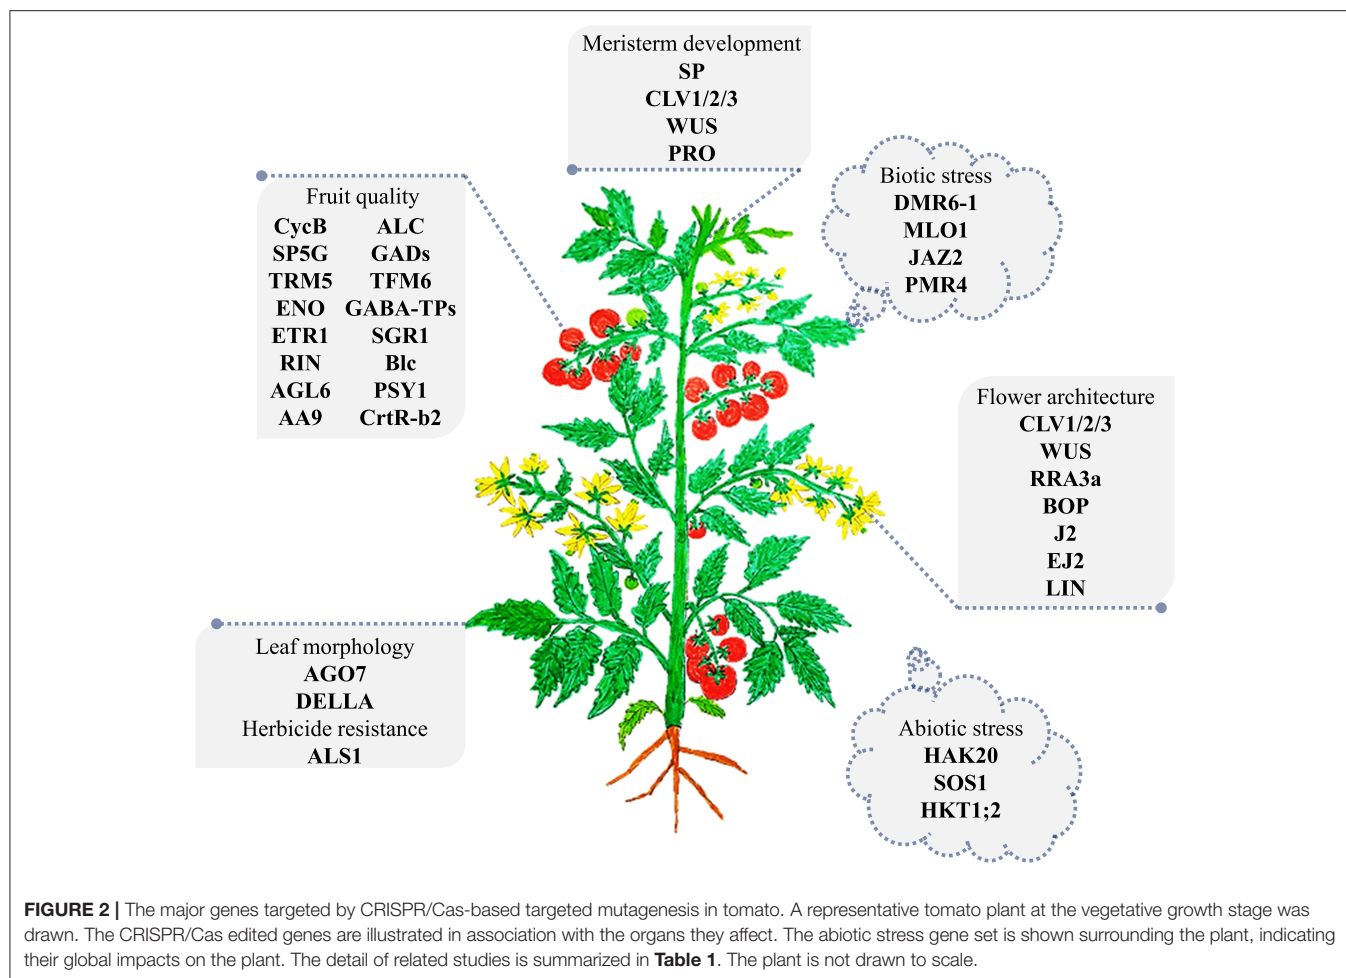 Meristerm development
SP
CLV1/2/3
WUS
PRO
Fruit quality
CycB ALC
SP5G GADs
TRM5 TFM6
ENO GABA-TPs
ETR1 SGR1
RIN Blc
AGL6 PSY1
AA9 CrtR-b2
Biotic stress
DMR6-1
MLO1
JAZ2
PMR4
Flower architecture
CLV1/2/3
WUS
RRA3a
BOP
J2
EJ2
LIN
Leaf morphology
AGO7
DELLA
Herbicide resistance
ALS1
Abiotic stress
HAK20
SOS1
HKT1;2
FIGURE 2 | The major genes targeted by CRISPR/Cas-based targeted mutagenesis in tomato. A representative tomato plant at the vegetative growth stage was
drawn. The CRISPR/Cas edited genes are illustrated in association with the organs they affect. The abiotic stress gene set is shown surrounding the plant, indicating
their global impacts on the plant. The detail of related studies is summarized in Table 1. The plant is not drawn to scale.